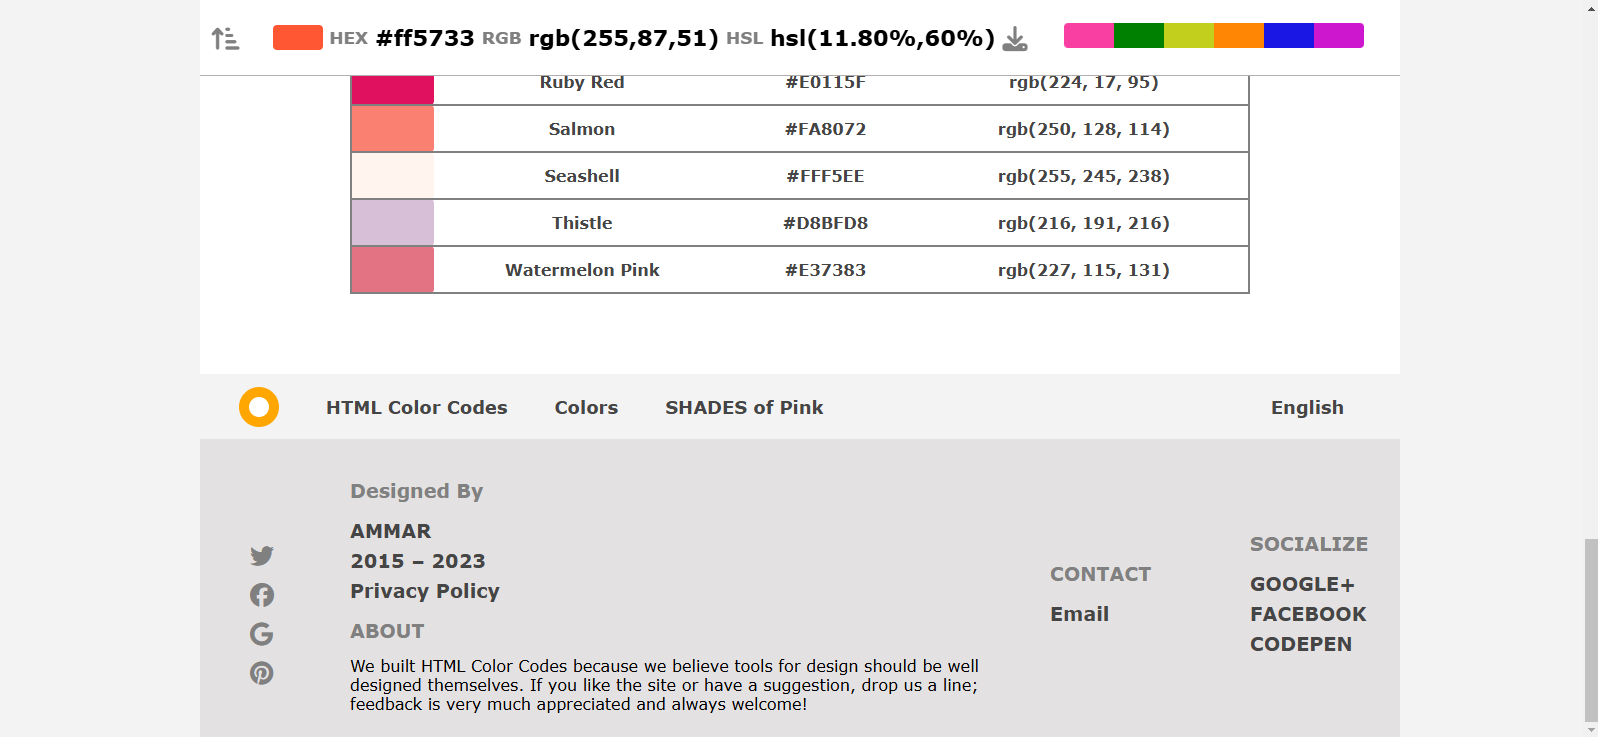 HEX #ff5733 RGB rgb(255,87,51) HSL hsl(11.80%,60%)
Ruby Red #E0115F rgb(224, 17, 95)
Salmon #FA8072 rgb(250, 128, 114)
Seashell #FFF5EE rgb(255, 245, 238)
Thistle #D8BFD8 rgb(216, 191, 216)
Watermelon Pink #E37383 rgb(227, 115, 131)
HTML Color Codes Colors SHADES of Pink English
Designed By
AMMAR
2015 – 2023
Privacy Policy
ABOUT
We built HTML Color Codes because we believe tools for design should be well
designed themselves. If you like the site or have a suggestion, drop us a line;
feedback is very much appreciated and always welcome!
CONTACT
Email
SOCIALIZE
GOOGLE+
FACEBOOK
CODEPEN